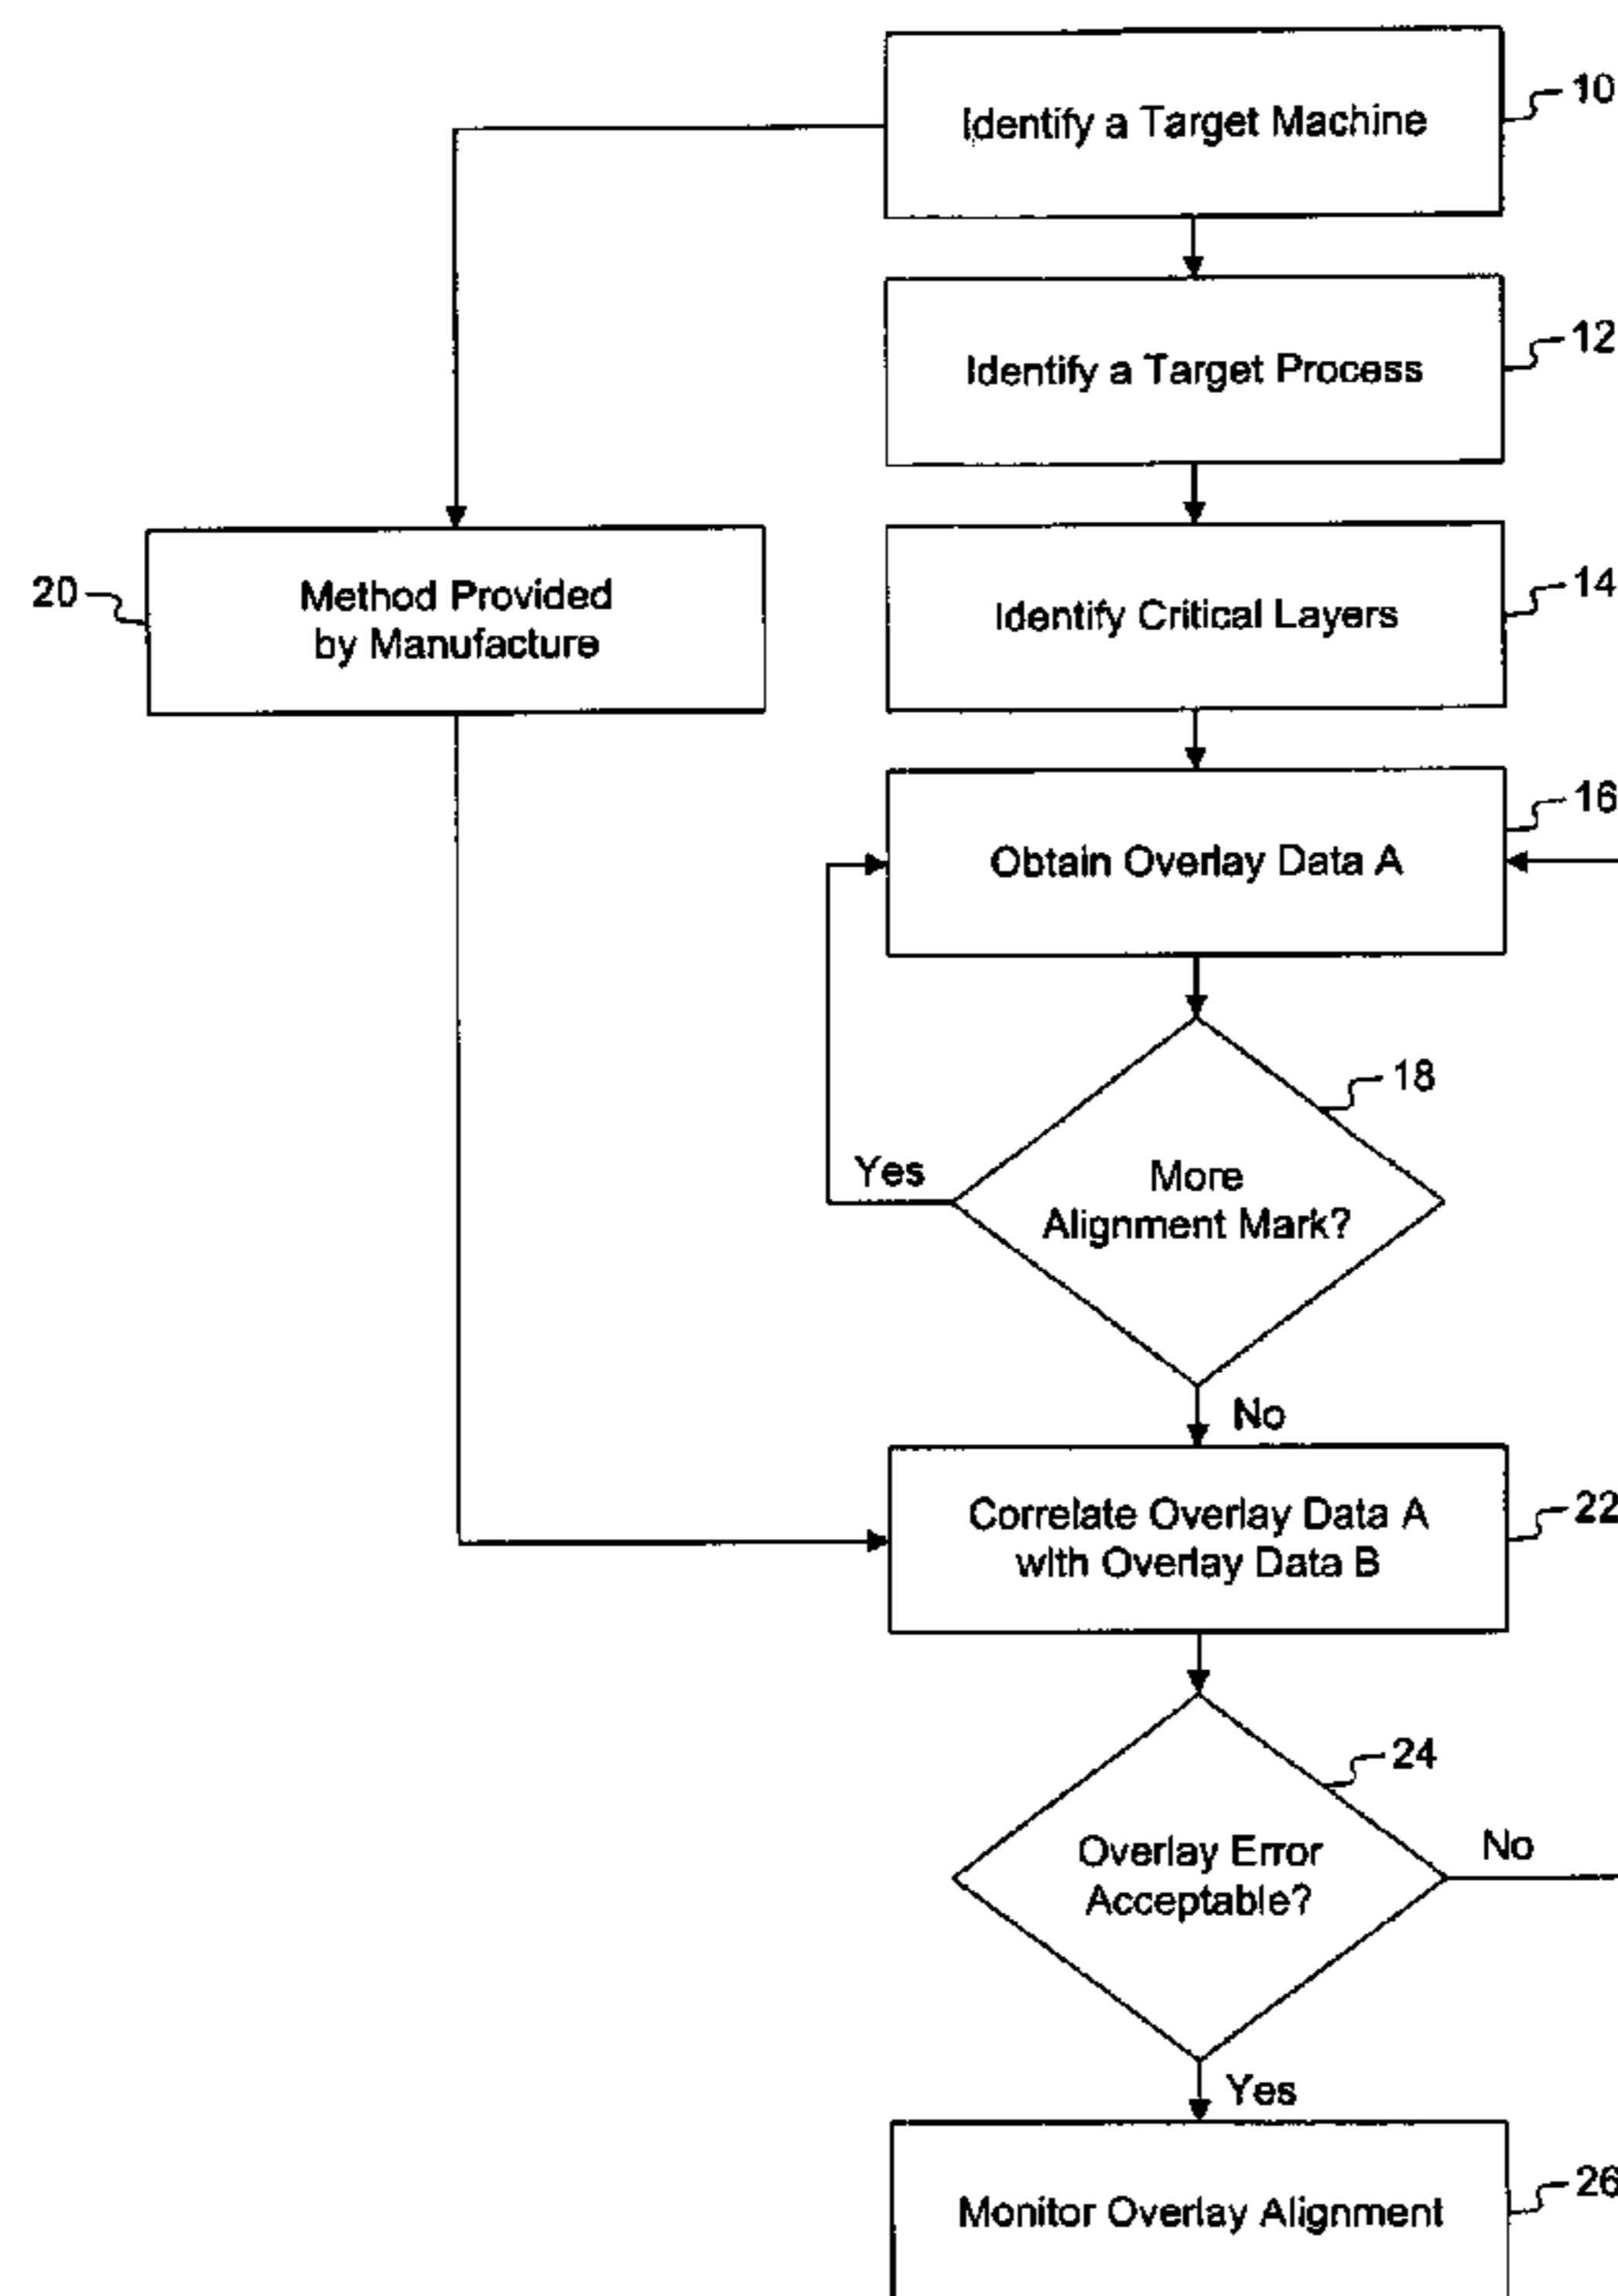 Identify a Target Machine
10
Identify a Target Process
12
20
Method Provided
by Manufacture
Identify Critical Layers
14
Obtain Overlay Data A
16
18
More
Alignment Mark?
Yes
No
Correlate Overlay Data A
with Overlay Data B
22
24
Overlay Error
Acceptable?
No
Yes
Monitor Overlay Alignment
26